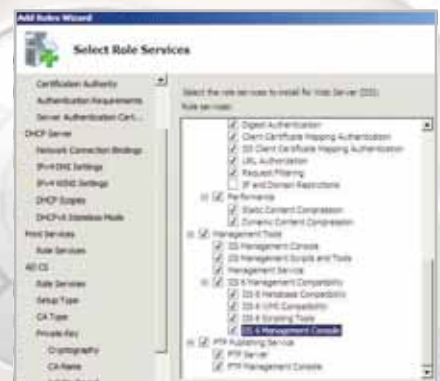 Add Roles Wizard
Select Role Services
Certification Authority
Authentication Requirements
Server Authentication Cert...
DHCP Server
Network Connection Bindings
IPv4 DNS Settings
IPv4 WINS Settings
DHCP Scopes
DHCPv6 Stateless Mode
Print Services
Role Services
AD CS
Role Services
Setup Type
CA Type
Private Key
Cryptography
CA Name
Select the role services to install for Web Server (IIS):
Role services:
Digest Authentication
Client Certificate Mapping Authentication
IIS Client Certificate Mapping Authentication
URL Authorization
Request Filtering
IP and Domain Restrictions
Performance
Static Content Compression
Dynamic Content Compression
Management Tools
IIS Management Console
IIS Management Scripts and Tools
Management Service
IIS 6 Management Compatibility
IIS 6 Metabase Compatibility
IIS 6 WMI Compatibility
IIS 6 Scripting Tools
IIS 6 Management Console
FTP Publishing Service
FTP Server
FTP Management Console